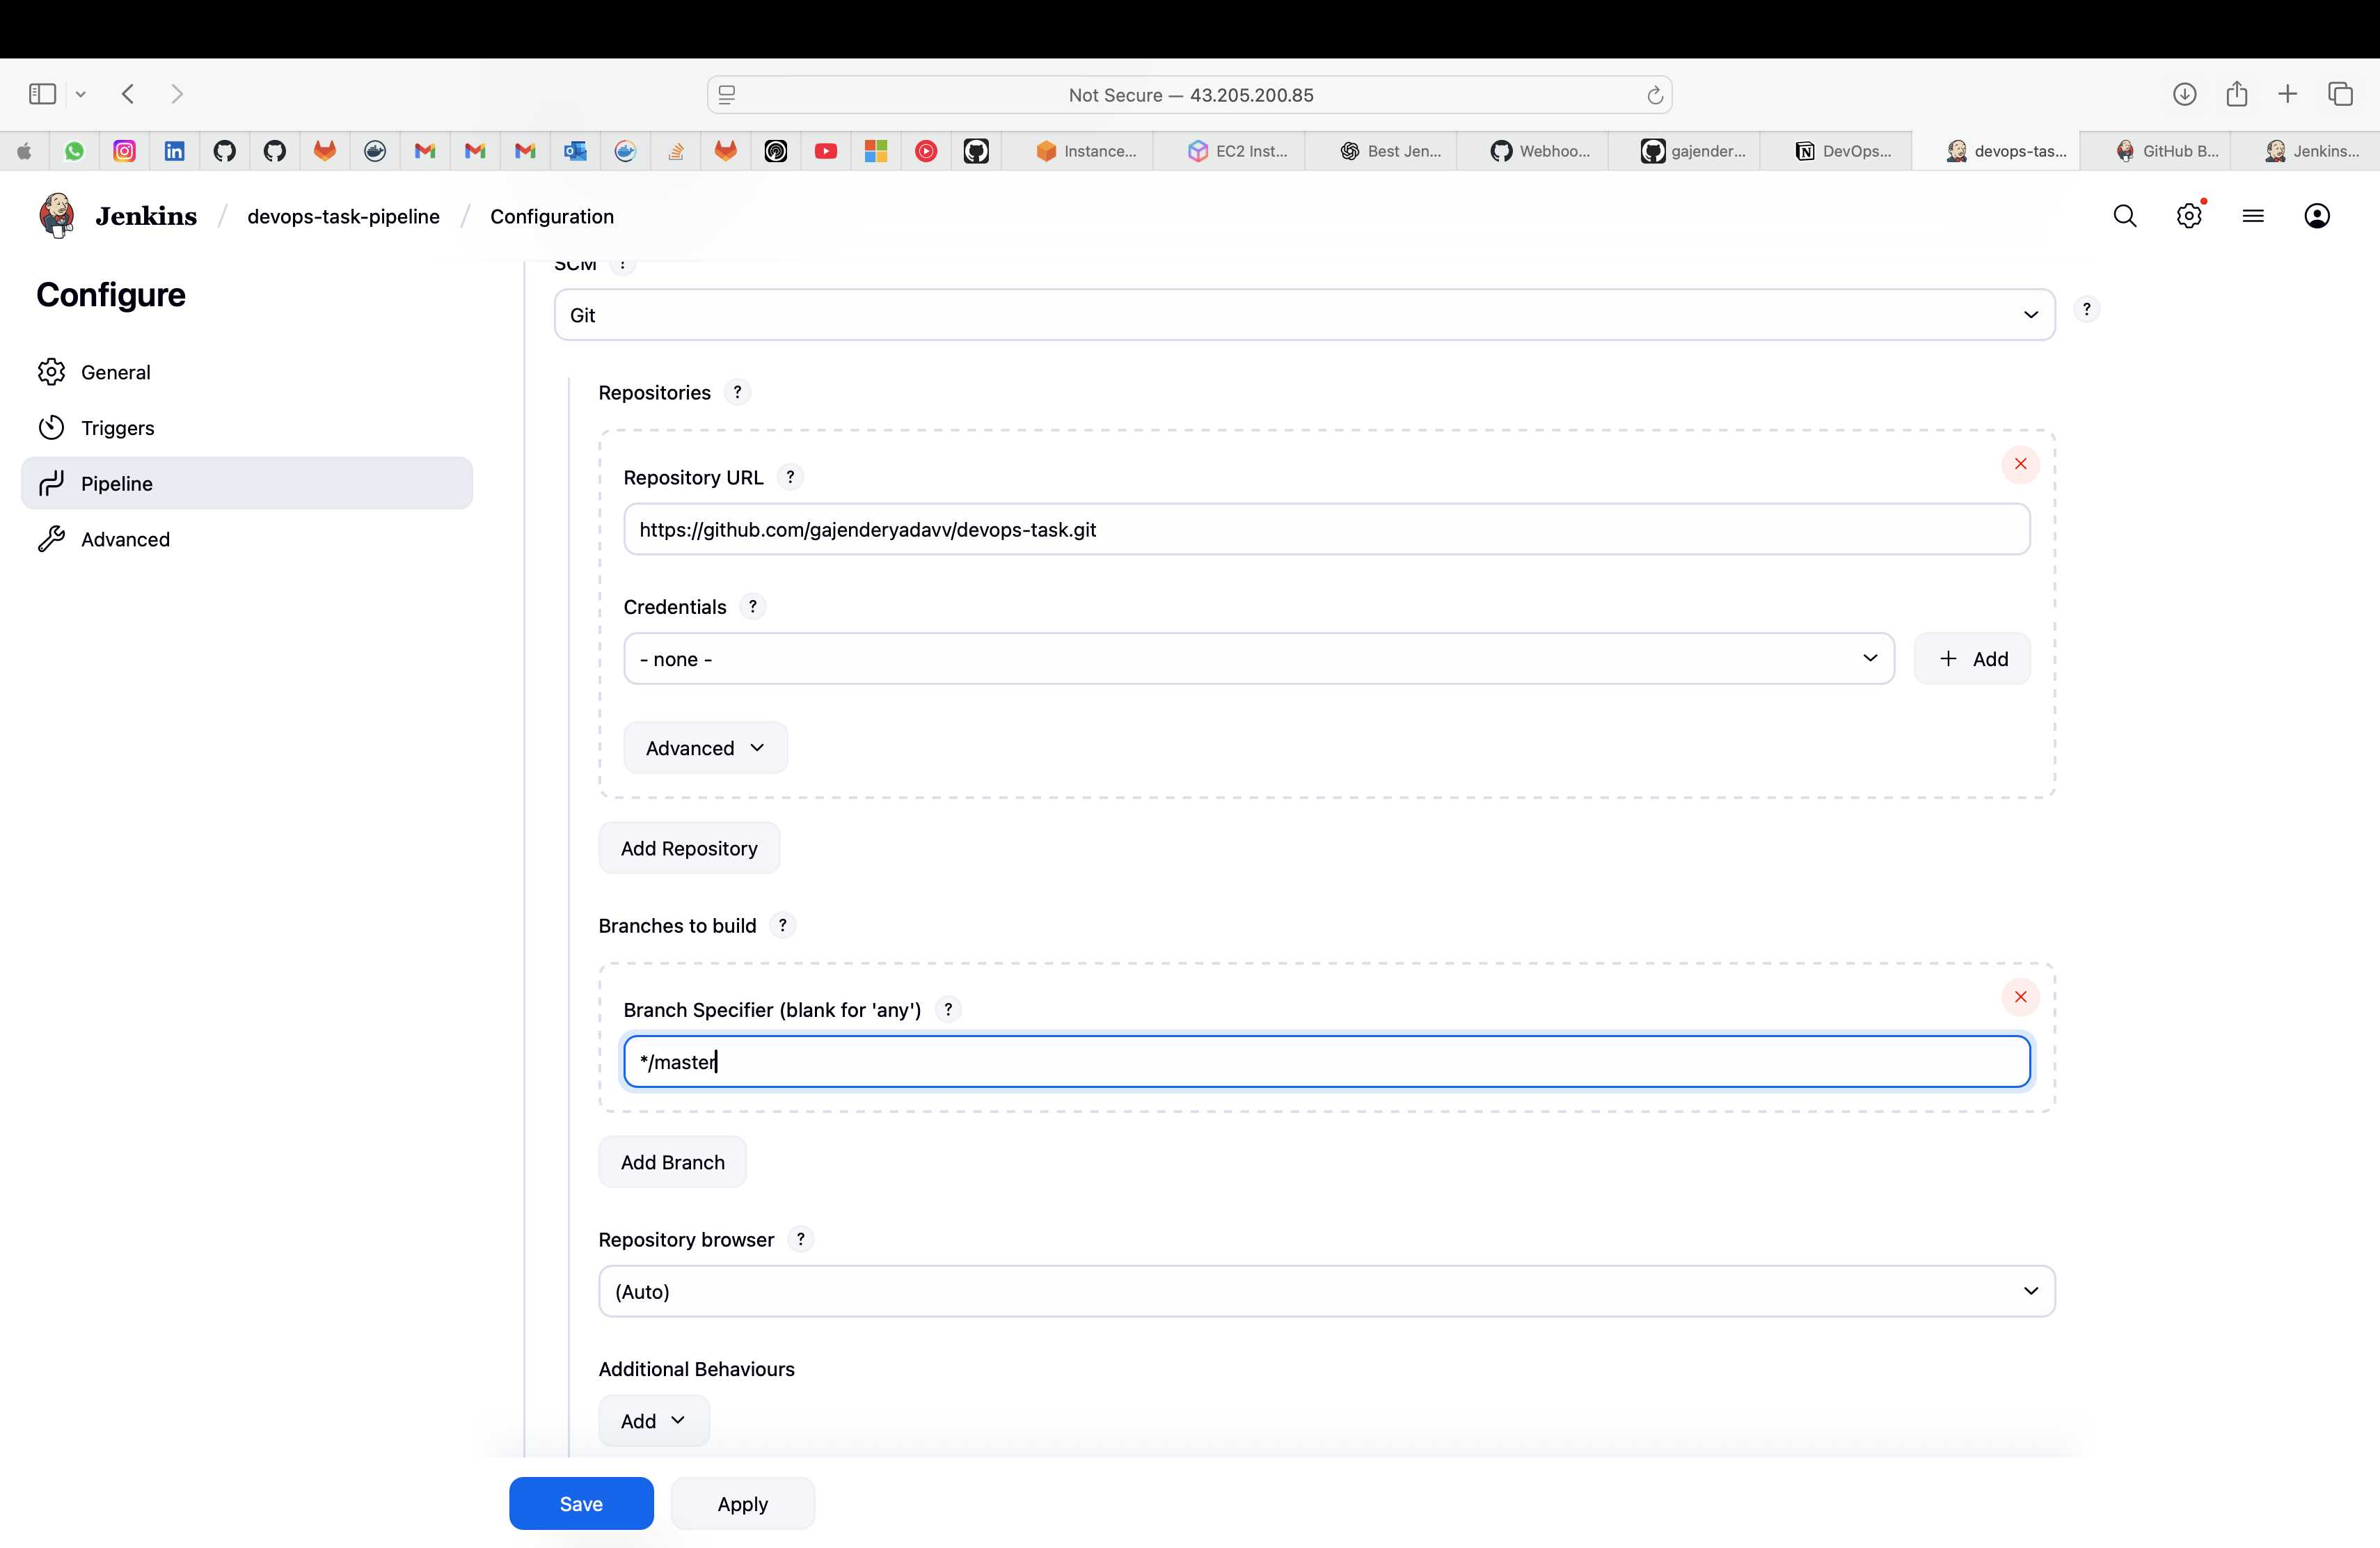 Not Secure — 43.205.200.85
Instance...
EC2 Inst...
Best Jen...
Webhoo...
gajender...
DevOps...
devops-tas...
GitHub B...
Jenkins...
Jenkins / devops-task-pipeline / Configuration
Configure
General
Triggers
Pipeline
Advanced
SCM ?
Git
?
Repositories ?
Repository URL ?
https://github.com/gajenderyadavv/devops-task.git
Credentials ?
- none -
+ Add
Advanced
Add Repository
Branches to build ?
Branch Specifier (blank for 'any') ?
*/master
Add Branch
Repository browser ?
(Auto)
Additional Behaviours
Add
Save
Apply